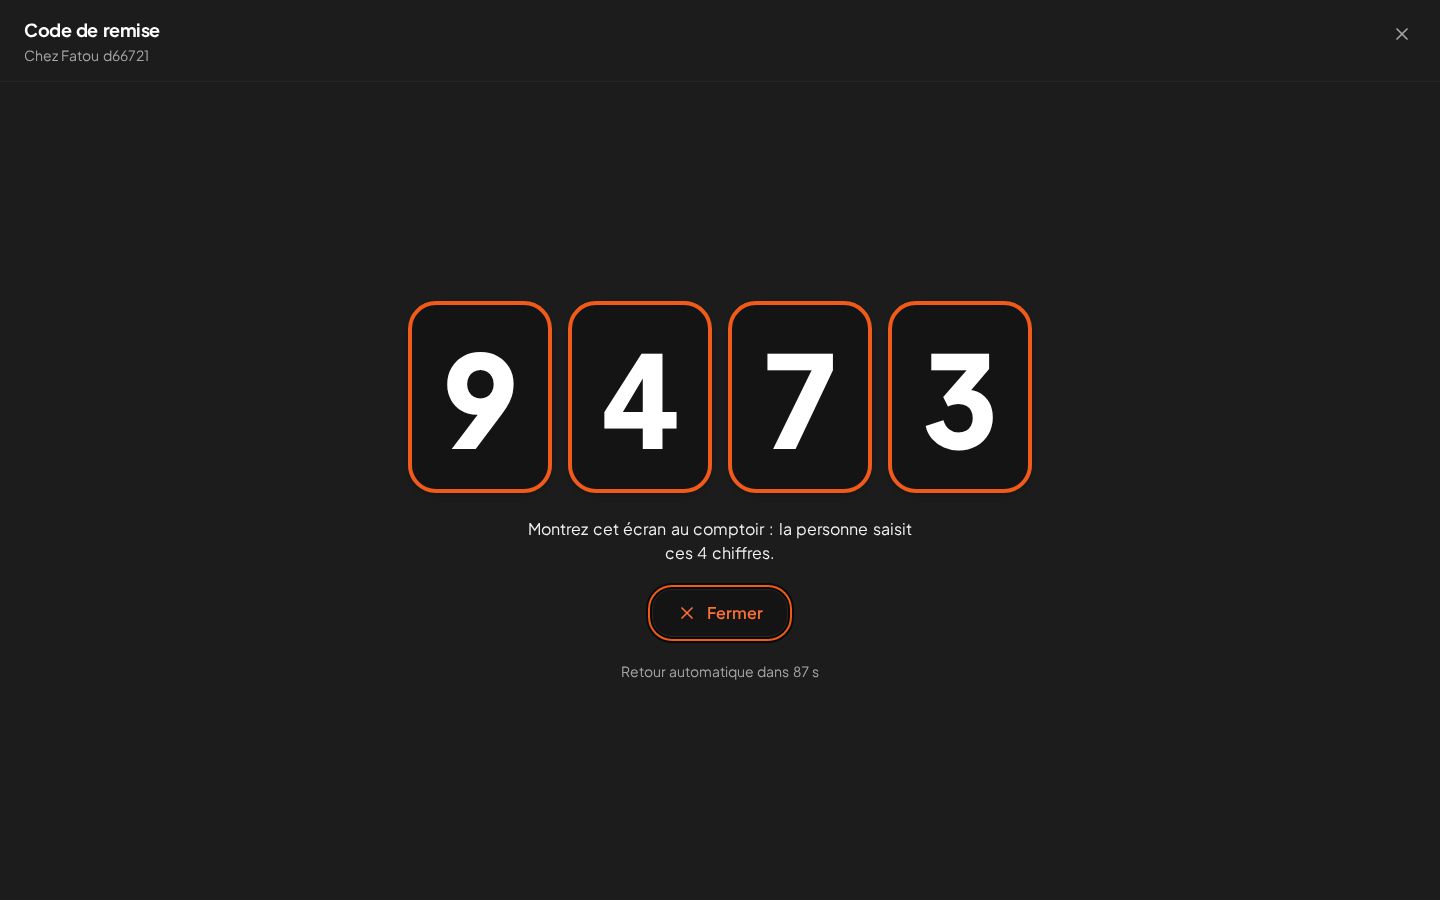 Code de remise
Chez Fatou d66721
9 4 7 3
Montrez cet écran au comptoir : la personne saisit
ces 4 chiffres.
Fermer
Retour automatique dans 87 s